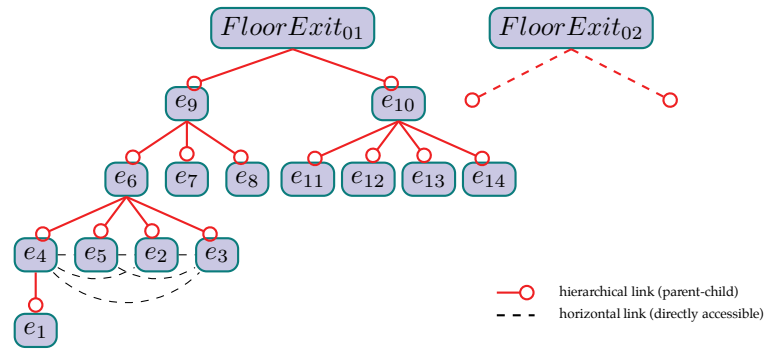 FloorExit₀₁ FloorExit₀₂
e₉ e₁₀
e₆ e₇ e₈ e₁₁ e₁₂ e₁₃ e₁₄
e₄ e₅ e₂ e₃
hierarchical link (parent-child)
horizontal link (directly accessible)
e₁